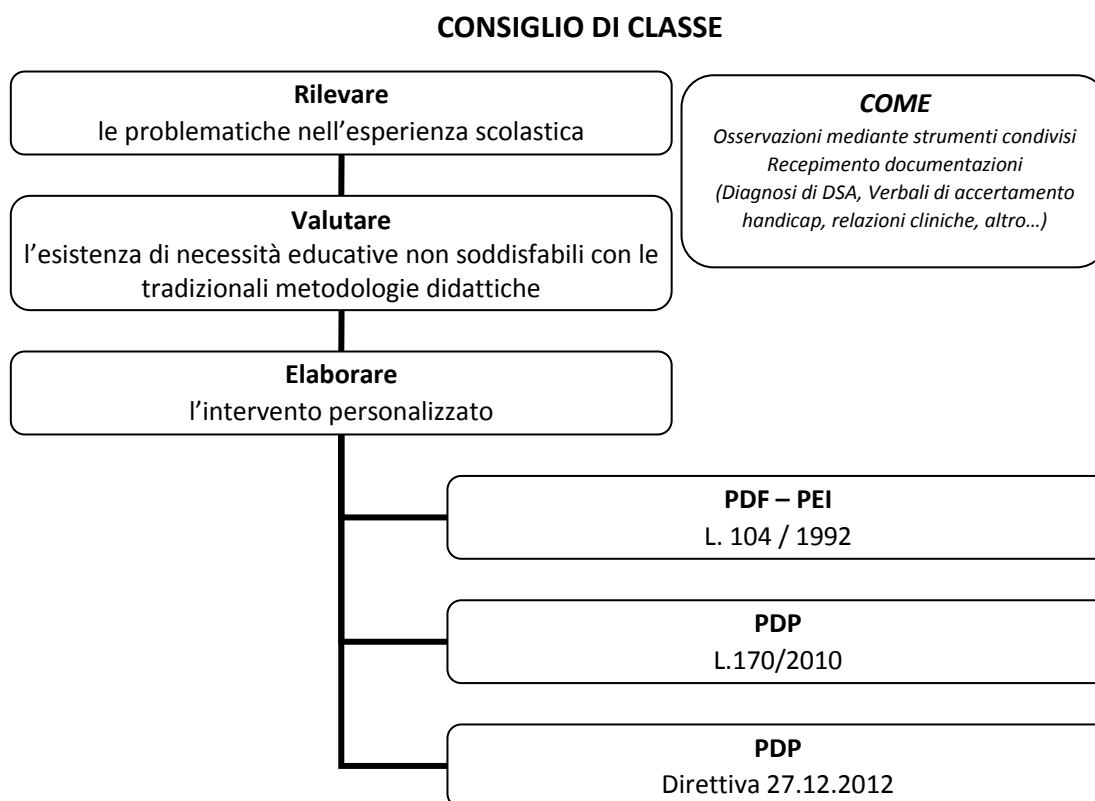 CONSIGLIO DI CLASSE
Rilevare
le problematiche nell’esperienza scolastica
COME
Osservazioni mediante strumenti condivisi
Recepimento documentazioni
(Diagnosi di DSA, Verbali di accertamento
handicap, relazioni cliniche, altro…)
Valutare
l’esistenza di necessità educative non soddisfabili con le
tradizionali metodologie didattiche
Elaborare
l’intervento personalizzato
PDF – PEI
L. 104 / 1992
PDP
L.170/2010
PDP
Direttiva 27.12.2012